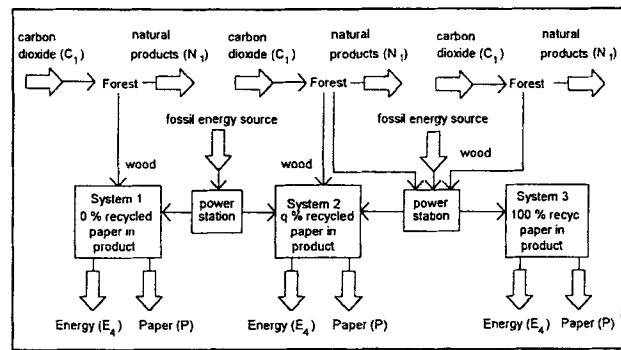 carbon
dioxide (C₁)
natural
products (N₁)
carbon
dioxide (C₁)
natural
products (N₁)
carbon
dioxide (C₁)
natural
products (N₁)
Forest
Forest
Forest
fossil energy source
fossil energy source
wood
wood
wood
System 1
0 % recycled
paper in
product
power
station
System 2
q % recycled
paper in
product
power
station
System 3
100 % recyc
paper in
product
Energy (E₄)
Paper (P)
Energy (E₄)
Paper (P)
Energy (E₄)
Paper (P)